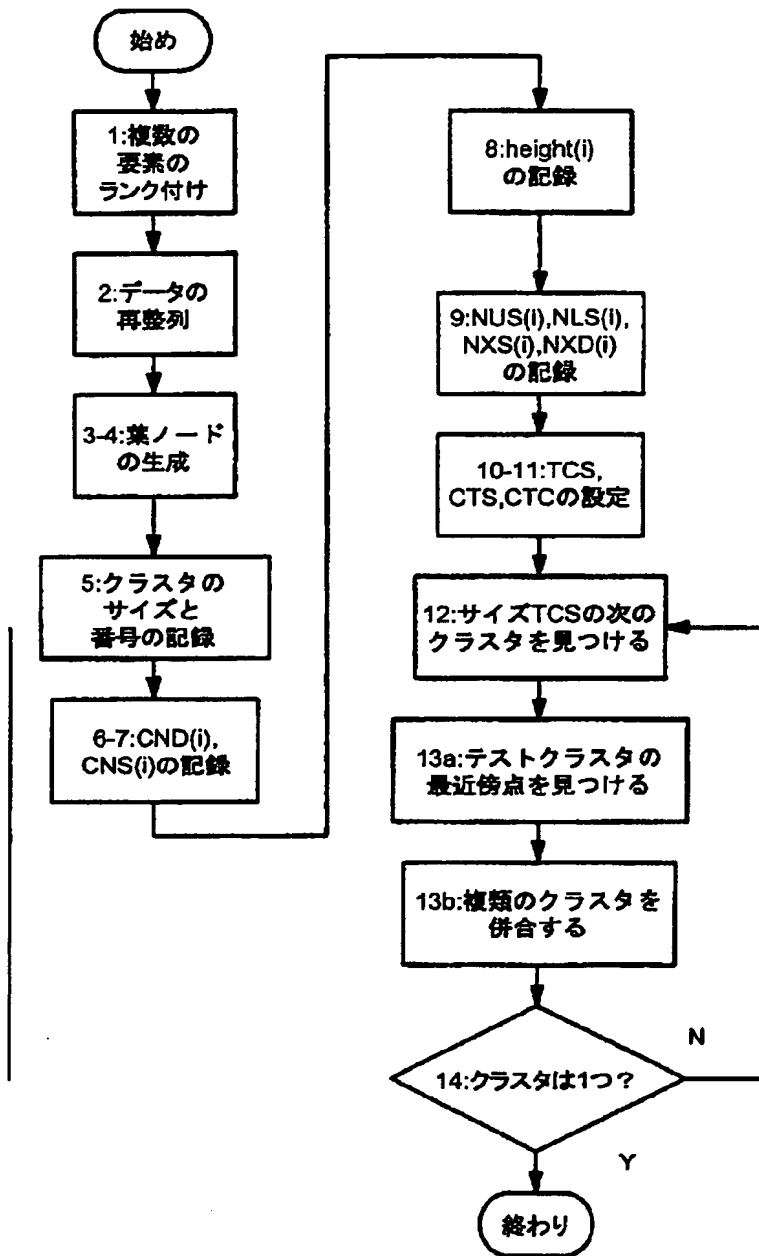 始め
1:複数の
要素の
ランク付け
2:データの
再整列
3-4:葉ノード
の生成
5:クラスタの
サイズと
番号の記録
6-7:CND(i),
CNS(i)の記録
8:height(i)
の記録
9:NUS(i),NLS(i),
NXS(i),NXD(i)
の記録
10-11:TCS,
CTS,CTCの設定
12:サイズTCSの次の
クラスタを見つける
13a:テストクラスタの
最近傍点を見つける
13b:複類のクラスタを
併合する
14:クラスタは1つ?
N
Y
終わり